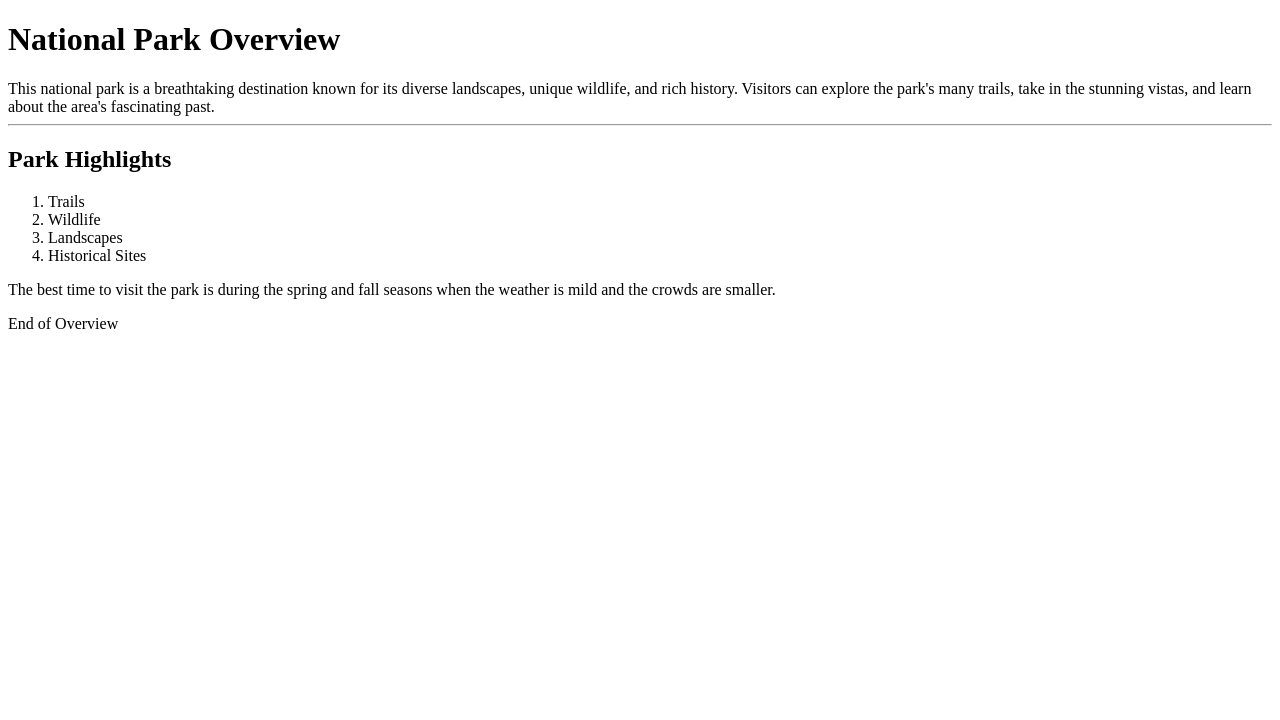 National Park Overview
This national park is a breathtaking destination known for its diverse landscapes, unique wildlife, and rich history. Visitors can explore the park's many trails, take in the stunning vistas, and learn
about the area's fascinating past.
Park Highlights
1. Trails
2. Wildlife
3. Landscapes
4. Historical Sites
The best time to visit the park is during the spring and fall seasons when the weather is mild and the crowds are smaller.
End of Overview